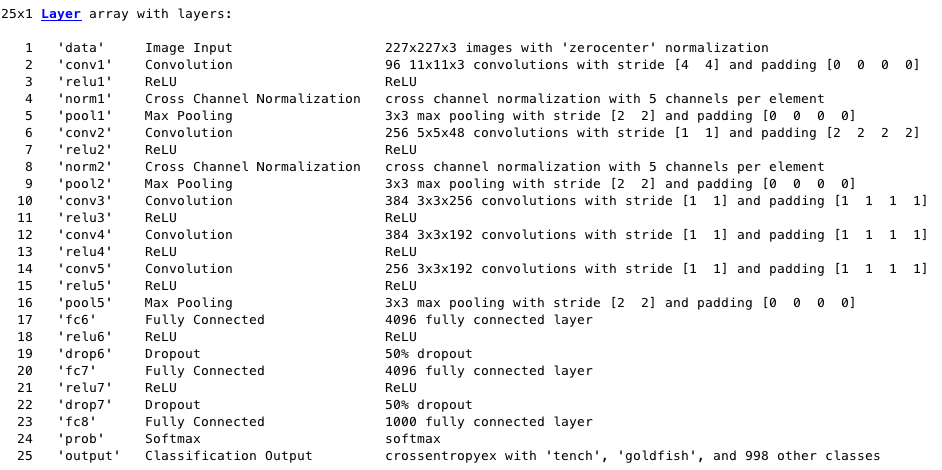 25x1 Layer array with layers:
1 'data' Image Input 227x227x3 images with 'zerocenter' normalization
2 'conv1' Convolution 96 11x11x3 convolutions with stride [4 4] and padding [0 0 0 0]
3 'relu1' ReLU ReLU
4 'norm1' Cross Channel Normalization cross channel normalization with 5 channels per element
5 'pool1' Max Pooling 3x3 max pooling with stride [2 2] and padding [0 0 0 0]
6 'conv2' Convolution 256 5x5x48 convolutions with stride [1 1] and padding [2 2 2 2]
7 'relu2' ReLU ReLU
8 'norm2' Cross Channel Normalization cross channel normalization with 5 channels per element
9 'pool2' Max Pooling 3x3 max pooling with stride [2 2] and padding [0 0 0 0]
10 'conv3' Convolution 384 3x3x256 convolutions with stride [1 1] and padding [1 1 1 1]
11 'relu3' ReLU ReLU
12 'conv4' Convolution 384 3x3x192 convolutions with stride [1 1] and padding [1 1 1 1]
13 'relu4' ReLU ReLU
14 'conv5' Convolution 256 3x3x192 convolutions with stride [1 1] and padding [1 1 1 1]
15 'relu5' ReLU ReLU
16 'pool5' Max Pooling 3x3 max pooling with stride [2 2] and padding [0 0 0 0]
17 'fc6' Fully Connected 4096 fully connected layer
18 'relu6' ReLU ReLU
19 'drop6' Dropout 50% dropout
20 'fc7' Fully Connected 4096 fully connected layer
21 'relu7' ReLU ReLU
22 'drop7' Dropout 50% dropout
23 'fc8' Fully Connected 1000 fully connected layer
24 'prob' Softmax softmax
25 'output' Classification Output crossentropyex with 'tench', 'goldfish', and 998 other classes